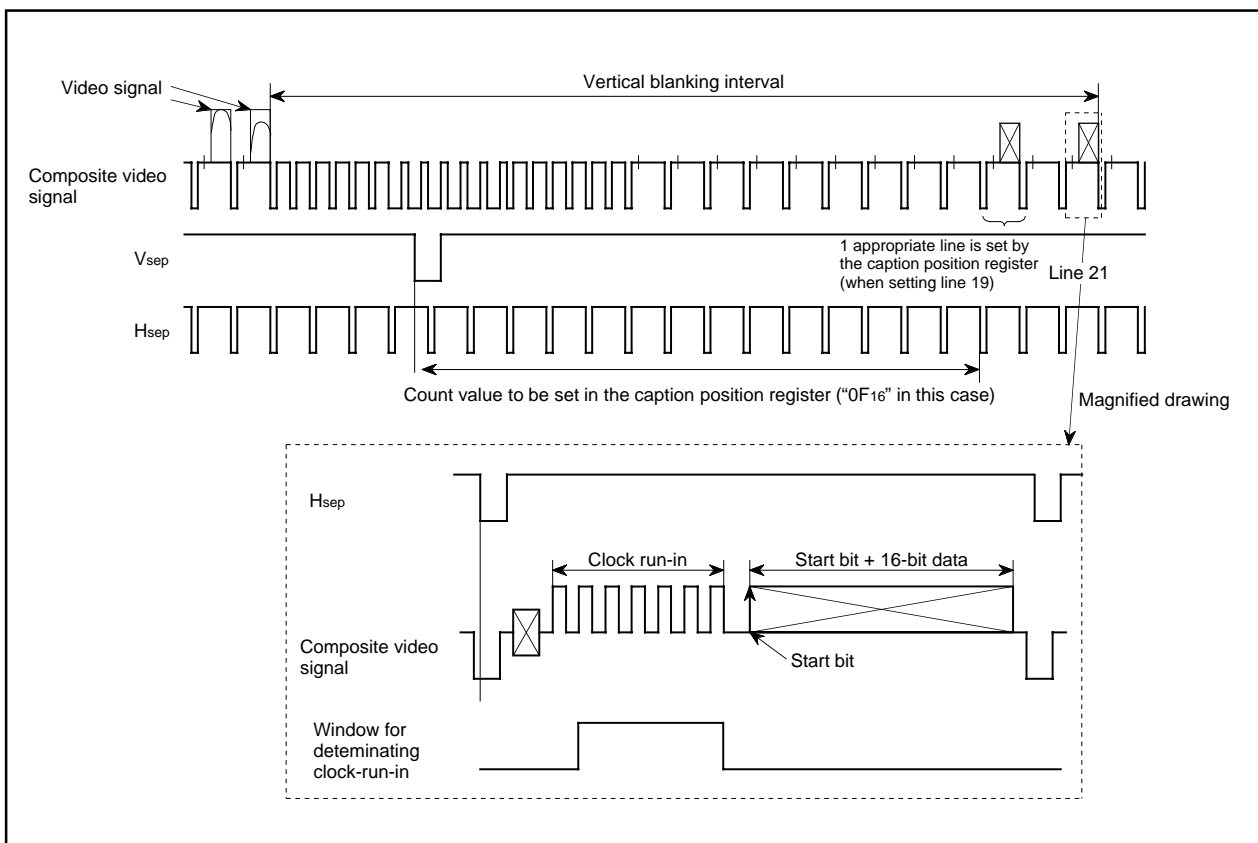 Video signal
Vertical blanking interval
Composite video
signal
Vsep
1 appropriate line is set by
the caption position register
(when setting line 19)
Line 21
Hsep
Count value to be set in the caption position register (“0F16” in this case)
Magnified drawing
Hsep
Clock run-in
Start bit + 16-bit data
Composite video
signal
Start bit
Window for
deteminating
clock-run-in